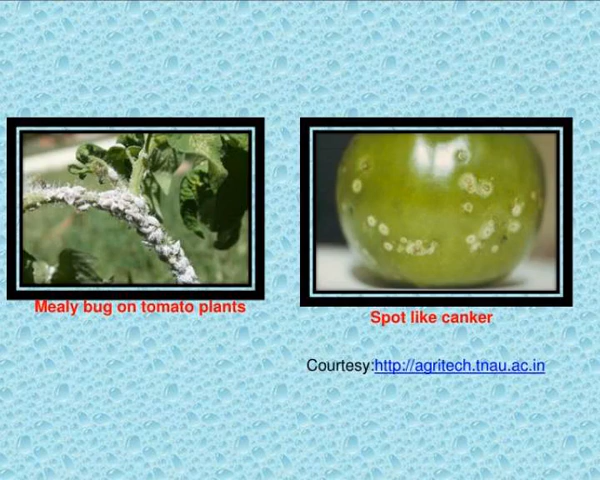 Mealy bug on tomato plants
Spot like canker
Courtesy:http://agritech.tnau.ac.in